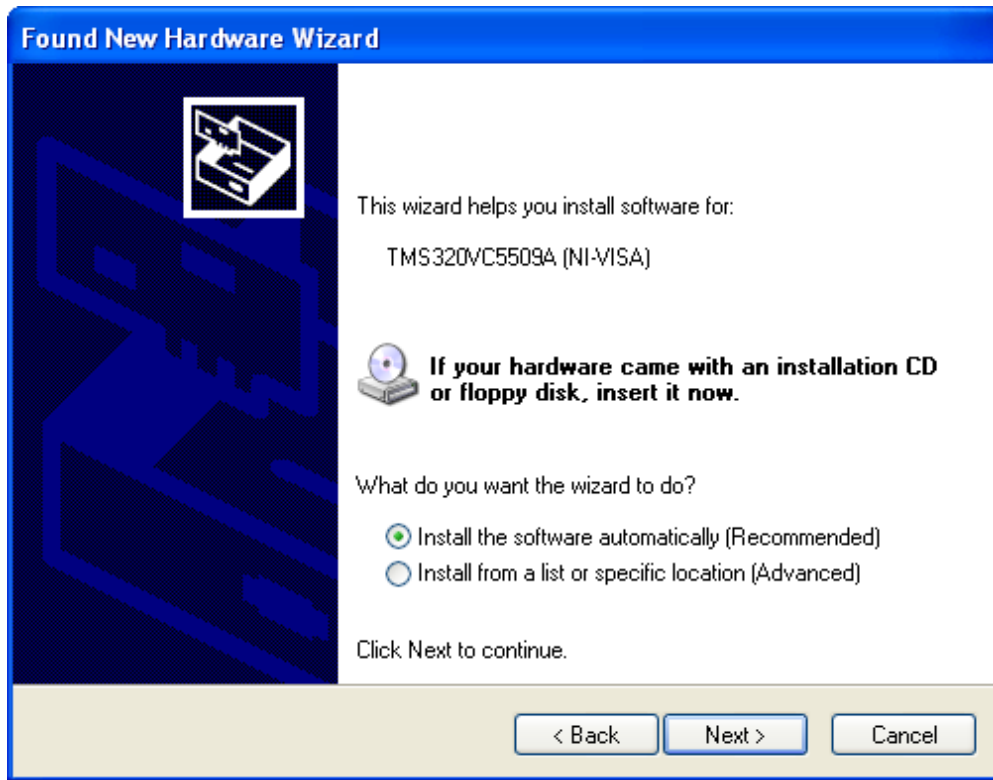 Found New Hardware Wizard
This wizard helps you install software for:
TMS320VC5509A (NI-VISA)
If your hardware came with an installation CD
or floppy disk, insert it now.
What do you want the wizard to do?
Install the software automatically (Recommended)
Install from a list or specific location (Advanced)
Click Next to continue.
< Back Next > Cancel